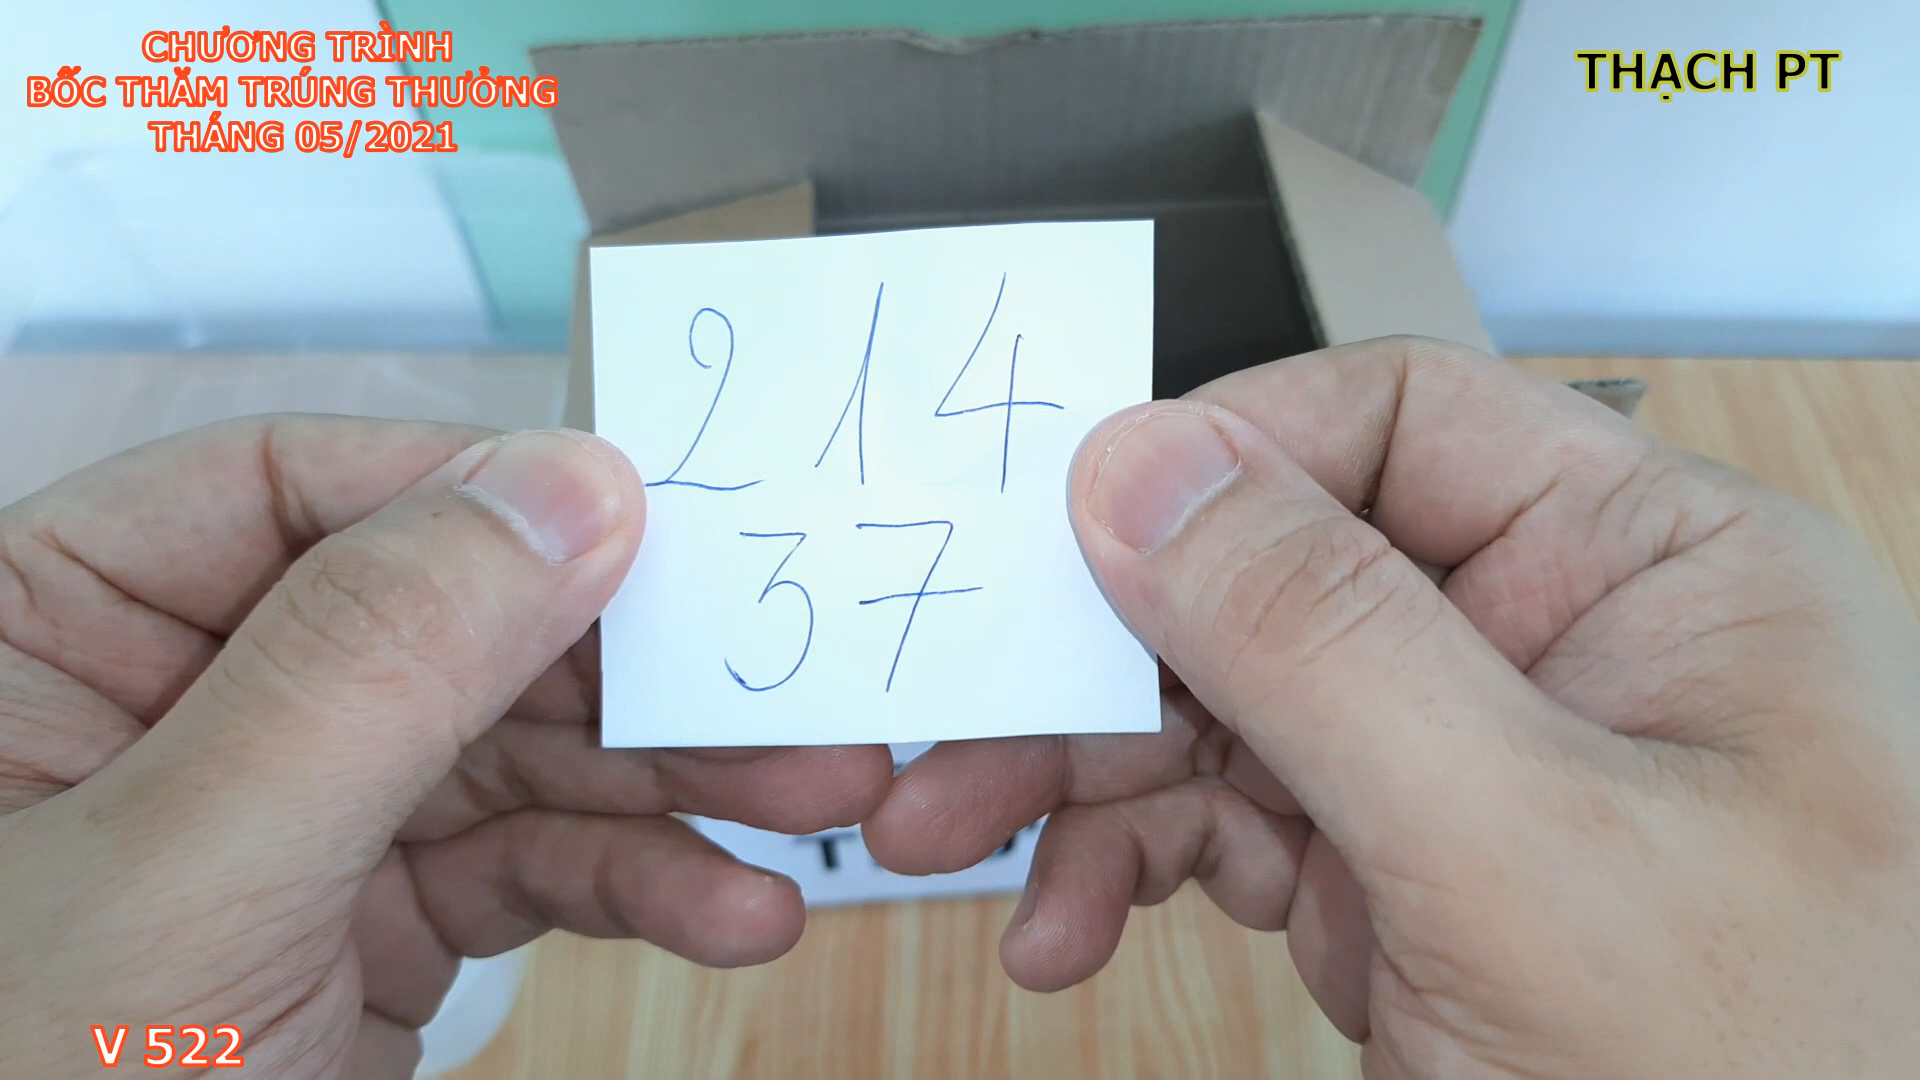 CHƯƠNG TRÌNH
BỐC THĂM TRÚNG THƯỞNG
THÁNG 05/2021
THẠCH PT
214
37
V 522